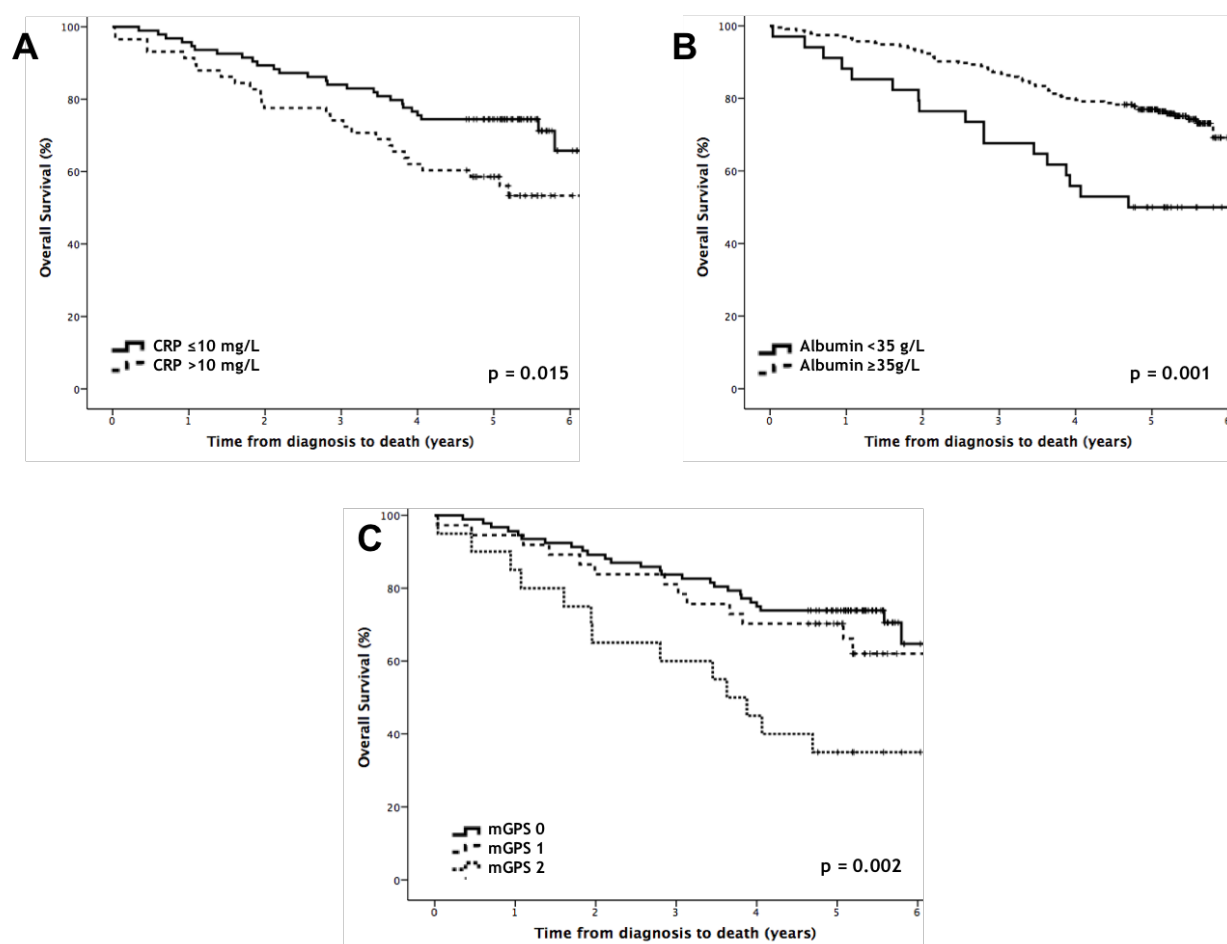 A
Overall Survival (%)
100
80
60
40
20
0
CRP ≤10 mg/L
CRP >10 mg/L
p = 0.015
0 1 2 3 4 5 6
Time from diagnosis to death (years)
B
Overall Survival (%)
100
80
60
40
20
0
Albumin <35 g/L
Albumin ≥35g/L
p = 0.001
0 1 2 3 4 5 6
Time from diagnosis to death (years)
C
Overall Survival (%)
100
80
60
40
20
0
mGPS 0
mGPS 1
mGPS 2
p = 0.002
0 1 2 3 4 5 6
Time from diagnosis to death (years)